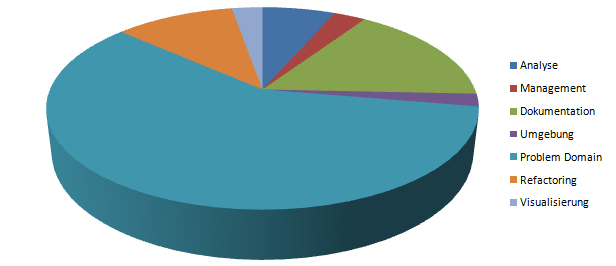 Analyse
Management
Dokumentation
Umgebung
Problem Domain
Refactoring
Visualisierung